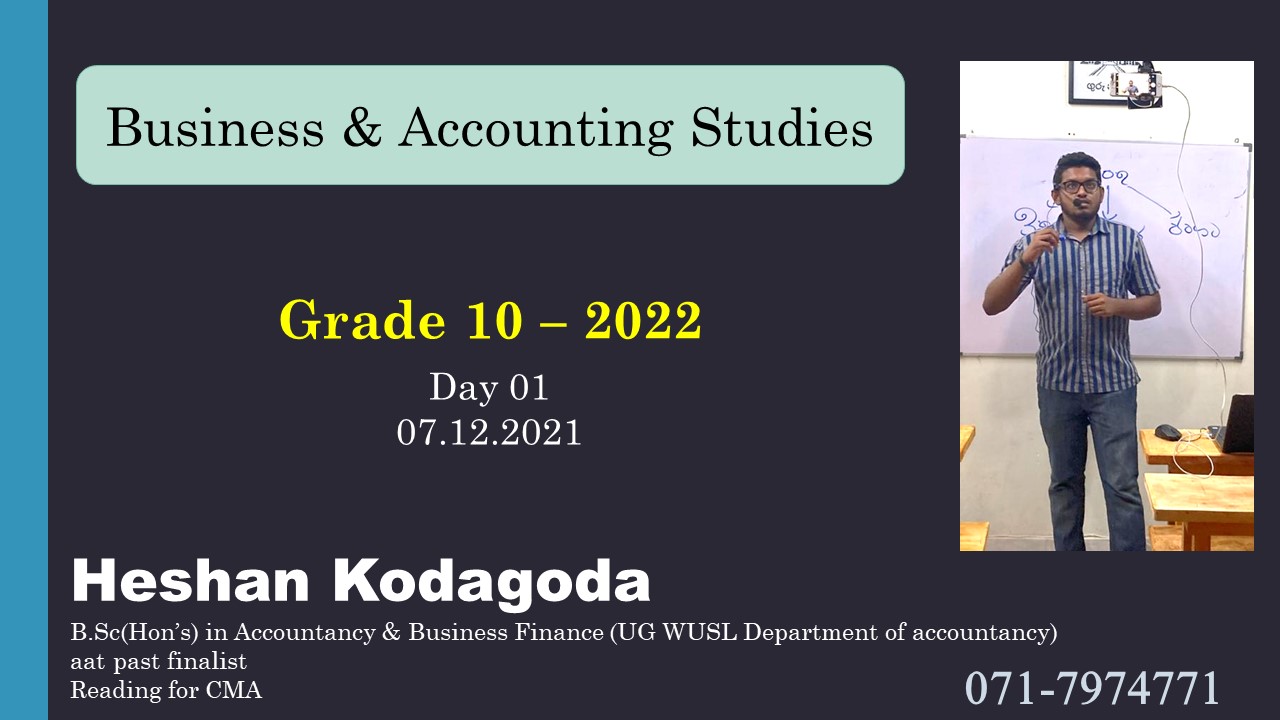 Business & Accounting Studies
Grade 10 – 2022
Day 01
07.12.2021
Heshan Kodagoda
B.Sc(Hon's) in Accountancy & Business Finance (UG WUSL Department of accountancy)
aat past finalist
Reading for CMA
071-7974771